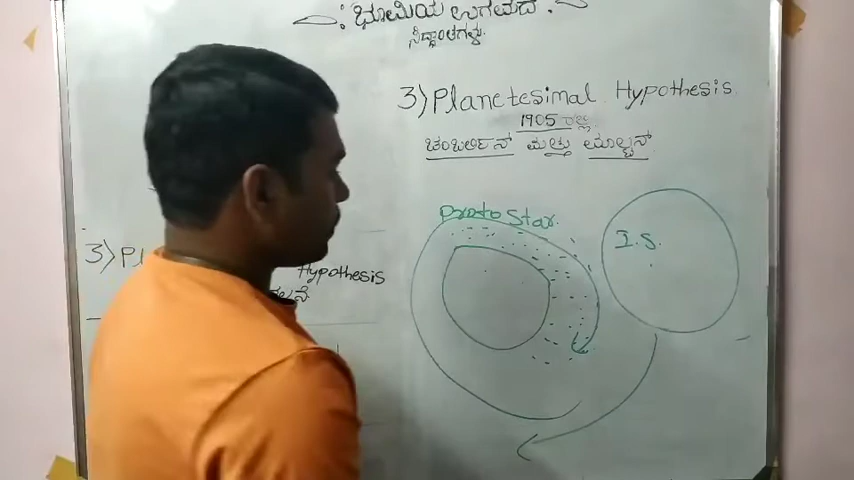 :ಭೂಮಿಯ ಉಗಮದ.
ಸಿದ್ಧಾಂತಗಳು.
3) Planetesimal Hypothesis
1905 ರಲ್ಲಿ
ಚಂಬರ್ಲಿನ್ ಮತ್ತು ಮೋಲ್ಟನ್
Proto Star.
I.S.
3) Pl
Hypothesis